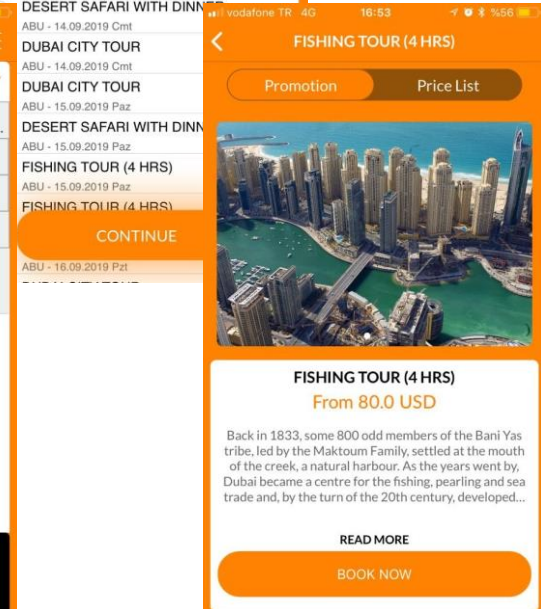 DESERT SAFARI WITH DINN
ABU - 14.09.2019 Cmt
DUBAI CITY TOUR
ABU - 14.09.2019 Cmt
DUBAI CITY TOUR
ABU - 15.09.2019 Paz
DESERT SAFARI WITH DINN
ABU - 15.09.2019 Paz
FISHING TOUR (4 HRS)
ABU - 15.09.2019 Paz
FISHING TOUR (4 HRS)
CONTINUE
ABU - 16.09.2019 Pzt
vodafone TR 4G 16:53 %56
FISHING TOUR (4 HRS)
Promotion Price List
FISHING TOUR (4 HRS)
From 80.0 USD
Back in 1833, some 800 odd members of the Bani Yas
tribe, led by the Maktoum Family, settled at the mouth
of the creek, a natural harbour. As the years went by,
Dubai became a centre for the fishing, pearling and sea
trade and, by the turn of the 20th century, developed...
READ MORE
BOOK NOW